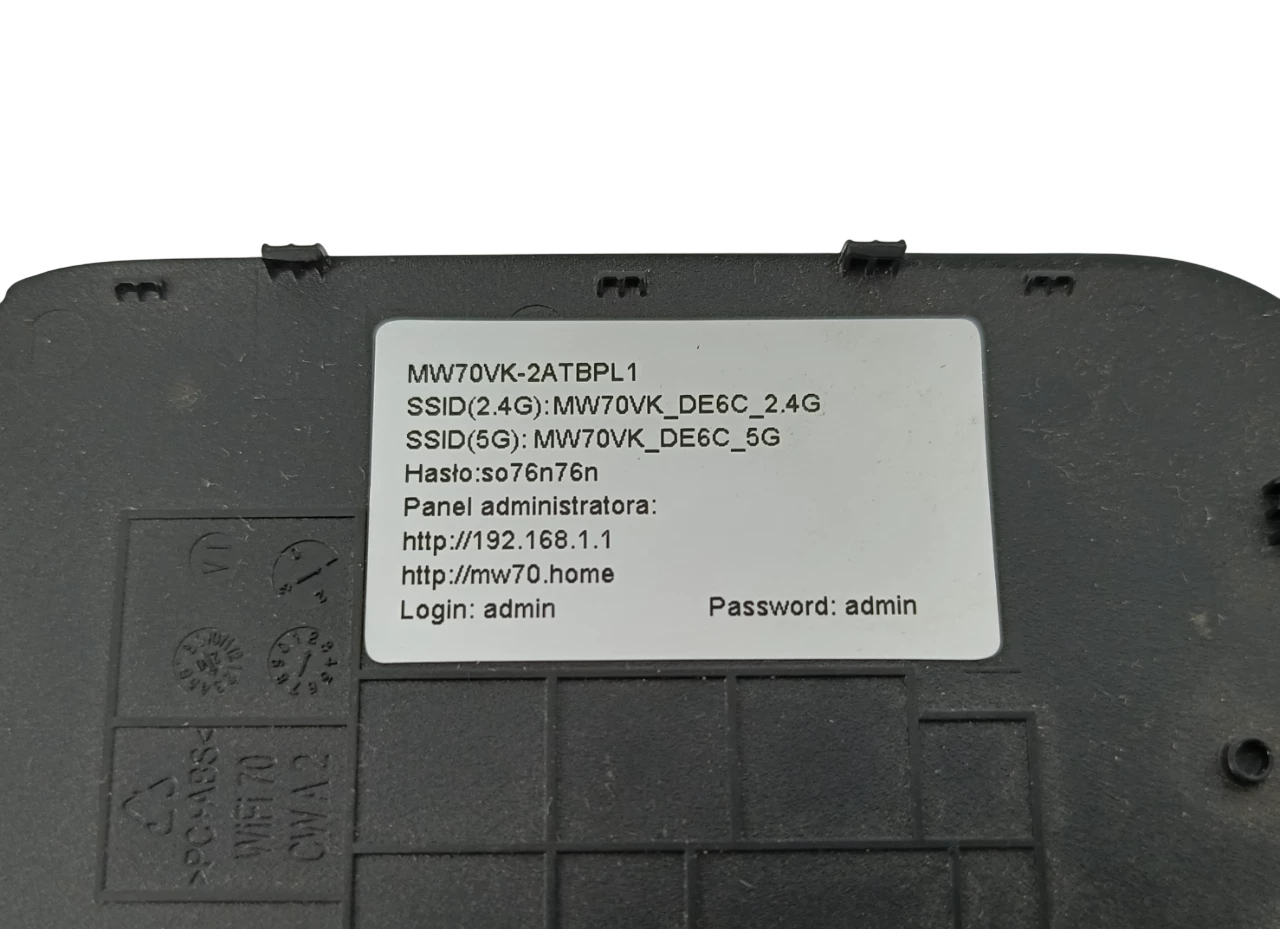 MW70VK-2ATBPL1
SSID(2.4G):MW70VK_DE6C_2.4G
SSID(5G): MW70VK_DE6C_5G
Hasło:so76n76n
Panel administratora:
http://192.168.1.1
http://mw70.home
Login: admin Password: admin
V1
>PC+ABS<
WiFi 70
CWA 2